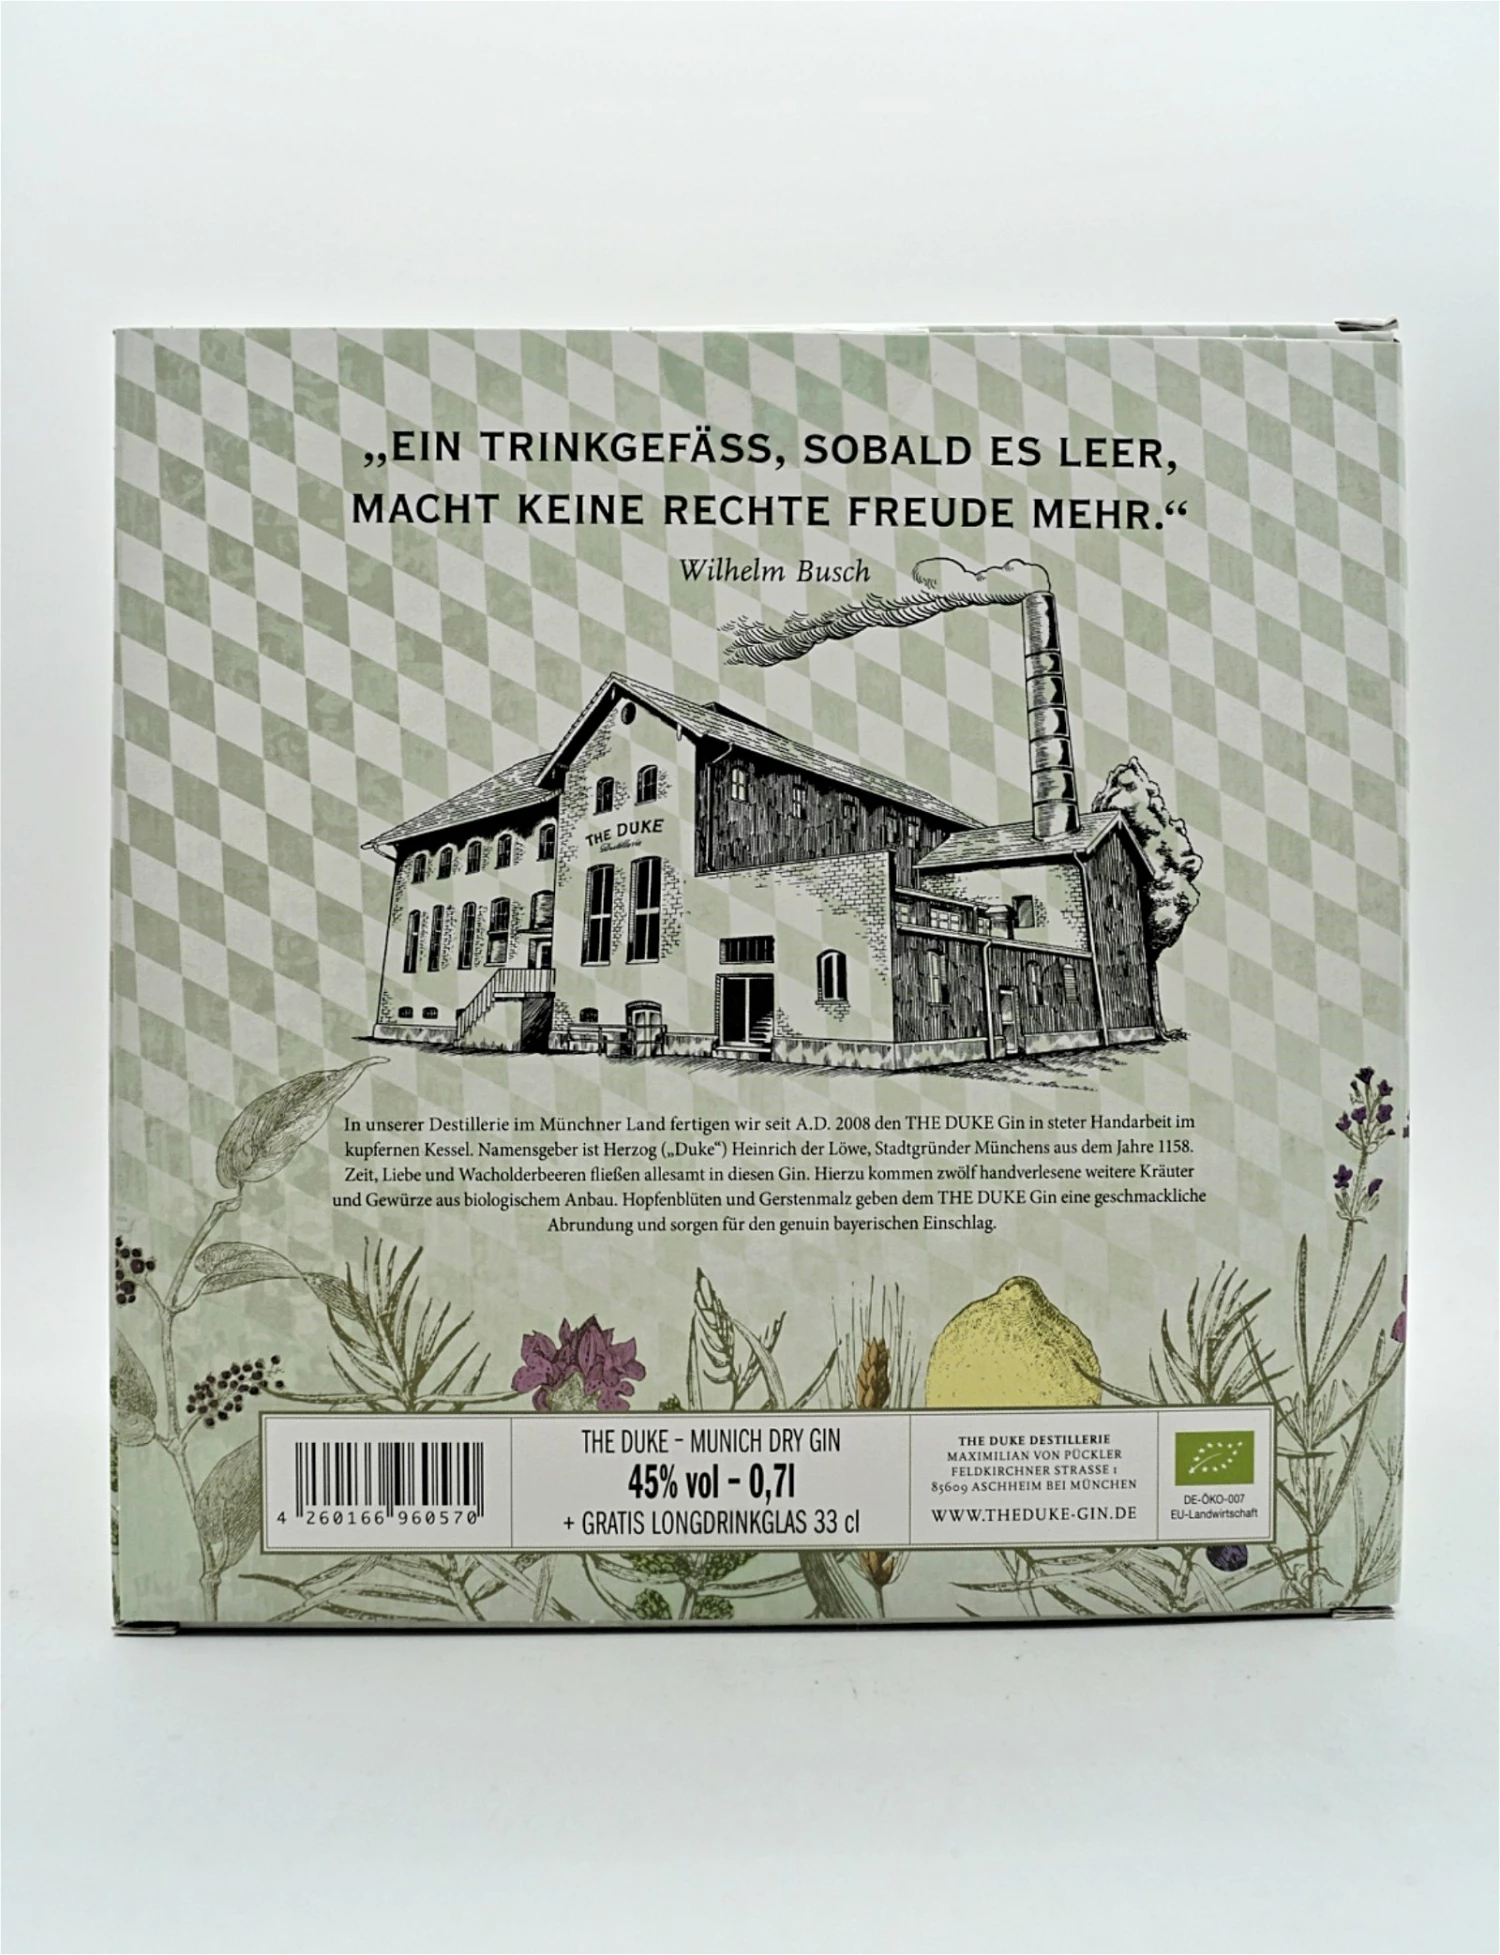 „EIN TRINKGEFÄSS, SOBALD ES LEER,
MACHT KEINE RECHTE FREUDE MEHR.“
Wilhelm Busch
THE DUKE
Destillerie
In unserer Destillerie im Münchner Land fertigen wir seit A.D. 2008 den THE DUKE Gin in steter Handarbeit im
kupfernen Kessel. Namensgeber ist Herzog („Duke“) Heinrich der Löwe, Stadtgründer Münchens aus dem Jahre 1158.
Zeit, Liebe und Wacholderbeeren fließen allesamt in diesen Gin. Hierzu kommen zwölf handverlesene weitere Kräuter
und Gewürze aus biologischem Anbau. Hopfenblüten und Gerstenmalz geben dem THE DUKE Gin eine geschmackliche
Abrundung und sorgen für den genuin bayerischen Einschlag.
4 260166 960570
THE DUKE – MUNICH DRY GIN
45% vol – 0,7l
+ GRATIS LONGDRINKGLAS 33 cl
THE DUKE DESTILLERIE
MAXIMILIAN VON PÜCKLER
FELDKIRCHNER STRASSE 1
85609 ASCHHEIM BEI MÜNCHEN
WWW.THEDUKE-GIN.DE
DE-ÖKO-007
EU-Landwirtschaft